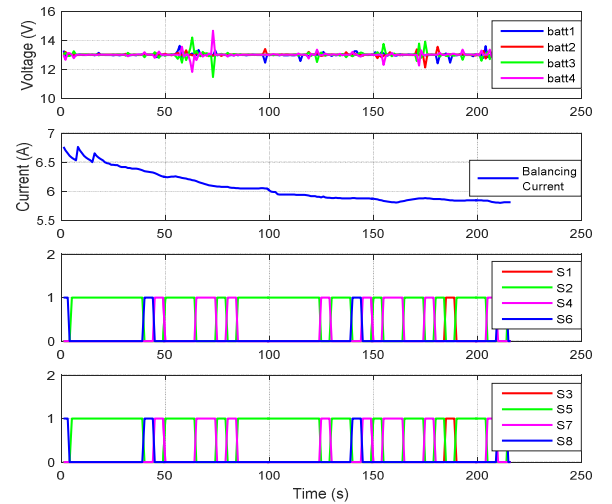 16
14
12
10
Voltage (V)
0
50
100
150
200
250
batt1
batt2
batt3
batt4
7
6.5
6
5.5
Current (A)
0
50
100
150
200
250
Balancing
Current
2
1
0
0
50
100
150
200
250
S1
S2
S4
S6
2
1
0
0
50
100
150
200
250
S3
S5
S7
S8
Time (s)